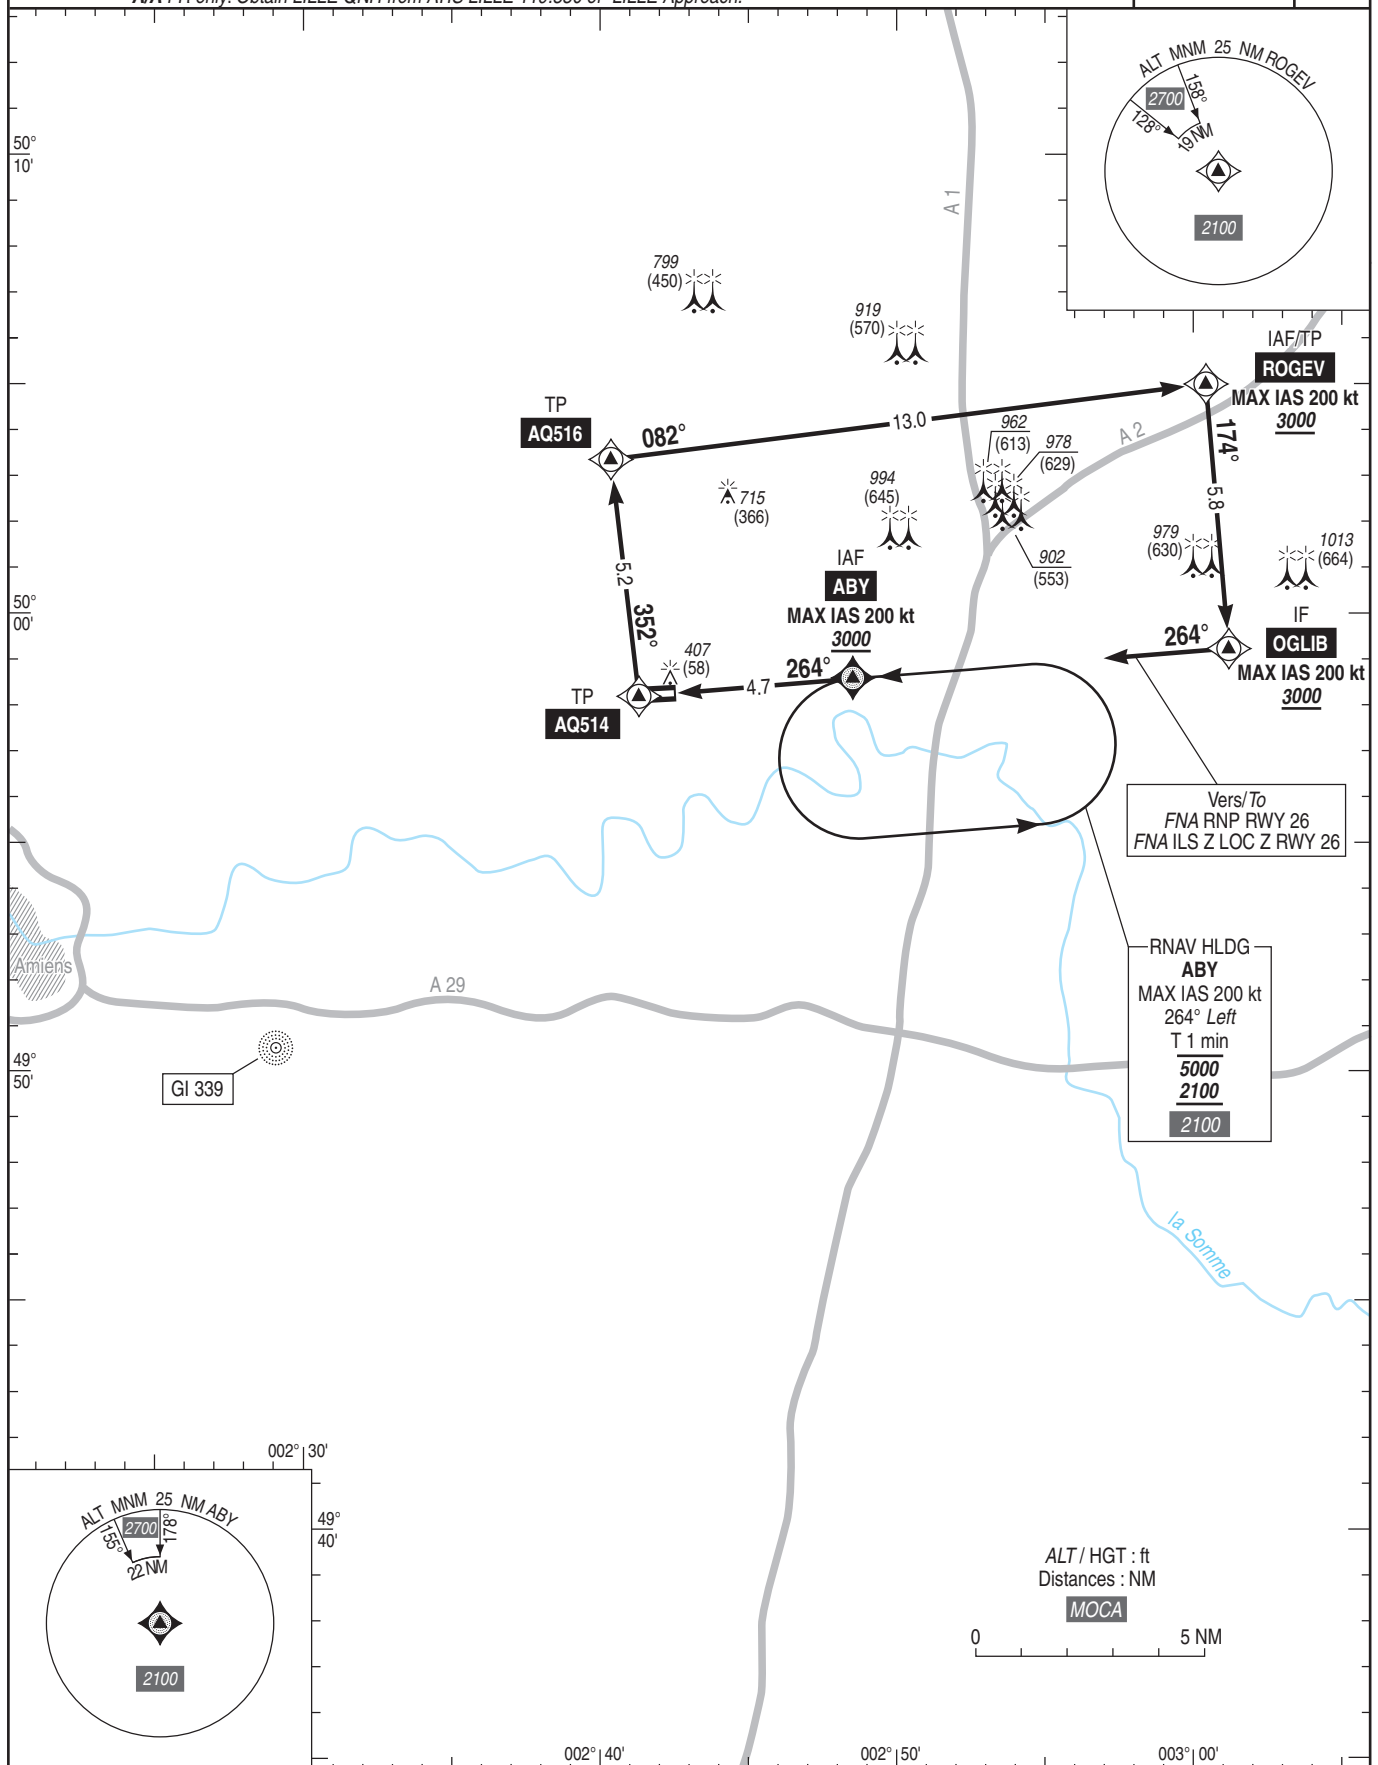 ALT MNM 25 NM ROGEV
2700
158°
128°
19 NM
2100
50°
10'
A 1
799
(450)
919
(570)
IAF/TP
ROGEV
MAX IAS 200 kt
3000
TP
AQ516
082°
13.0
962
(613)
978
(629)
A 2
174°
5.8
715
(366)
994
(645)
979
(630)
1013
(664)
902
(553)
5.2
352°
IAF
ABY
MAX IAS 200 kt
3000
50°
00'
264°
IF
OGLIB
MAX IAS 200 kt
3000
407
(58)
264°
4.7
TP
AQ514
Vers/To
FNA RNP RWY 26
FNA ILS Z LOC Z RWY 26
Amiens
A 29
RNAV HLDG
ABY
MAX IAS 200 kt
264° Left
T 1 min
5000
2100
2100
49°
50'
GI 339
la Somme
002° 30'
ALT MNM 25 NM ABY
2700
155°
178°
22 NM
2100
49°
40'
ALT / HGT : ft
Distances : NM
MOCA
0 5 NM
002° 40'
002° 50'
003° 00'